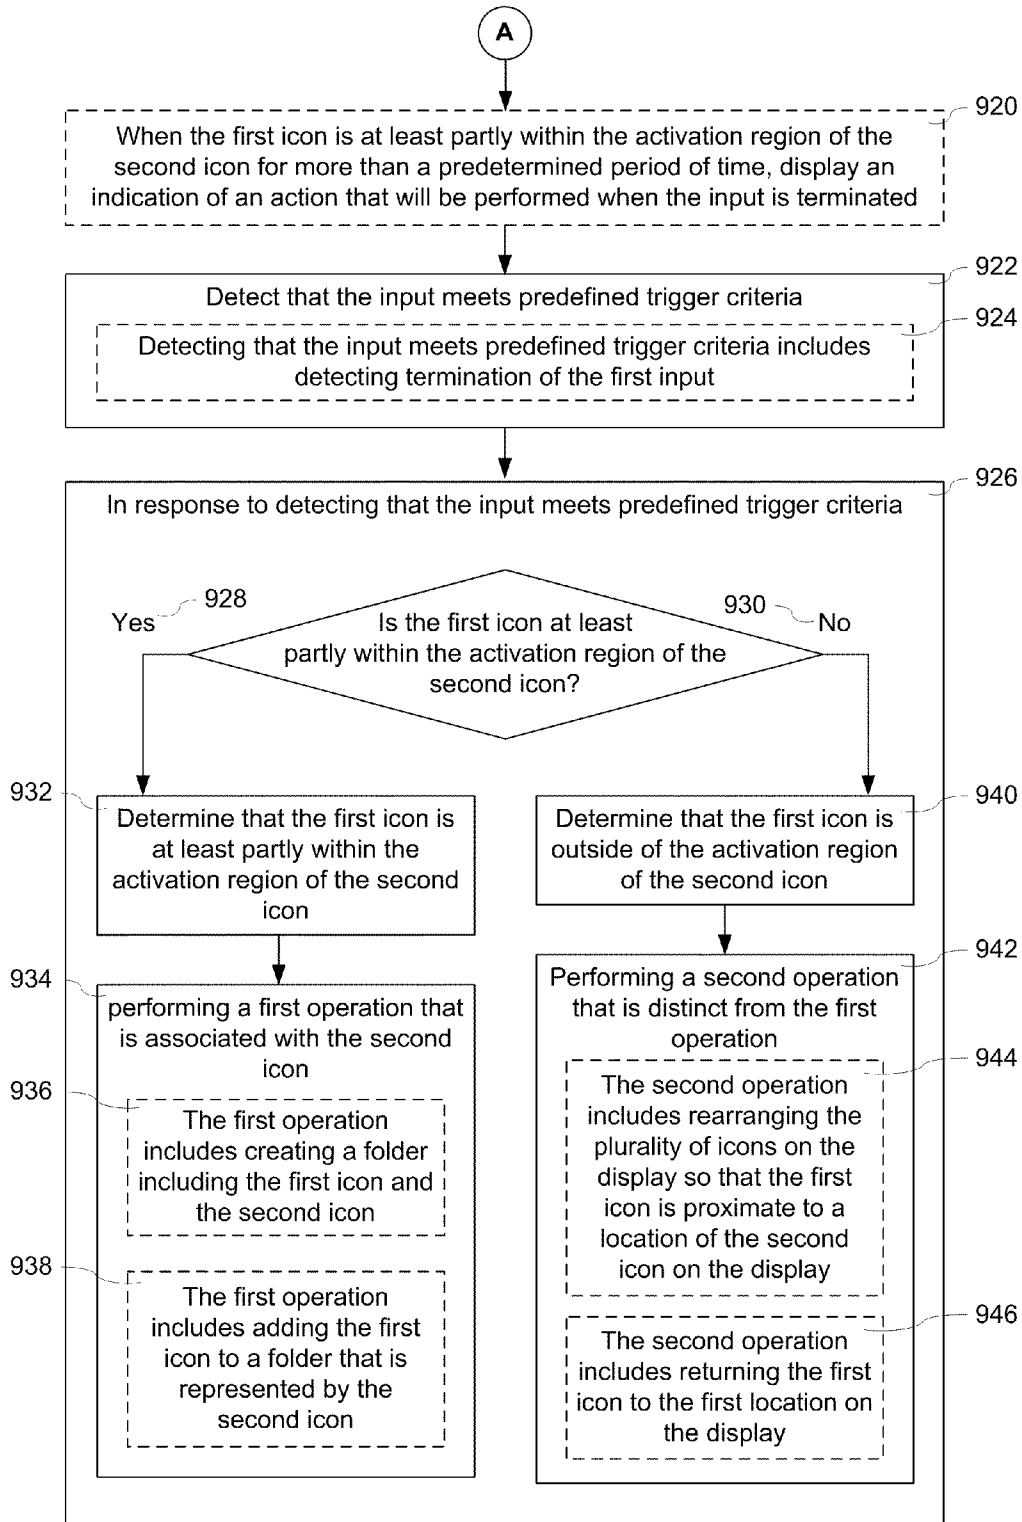 A
920
When the first icon is at least partly within the activation region of the
second icon for more than a predetermined period of time, display an
indication of an action that will be performed when the input is terminated
922
Detect that the input meets predefined trigger criteria
924
Detecting that the input meets predefined trigger criteria includes
detecting termination of the first input
926
In response to detecting that the input meets predefined trigger criteria
928
Yes
930
No
Is the first icon at least
partly within the activation region of the
second icon?
932
Determine that the first icon is
at least partly within the
activation region of the second
icon
934
performing a first operation that
is associated with the second
icon
936
The first operation
includes creating a folder
including the first icon and
the second icon
938
The first operation
includes adding the first
icon to a folder that is
represented by the
second icon
940
Determine that the first icon is
outside of the activation region
of the second icon
942
Performing a second operation
that is distinct from the first
operation
944
The second operation
includes rearranging the
plurality of icons on the
display so that the first
icon is proximate to a
location of the second
icon on the display
946
The second operation
includes returning the first
icon to the first location on
the display